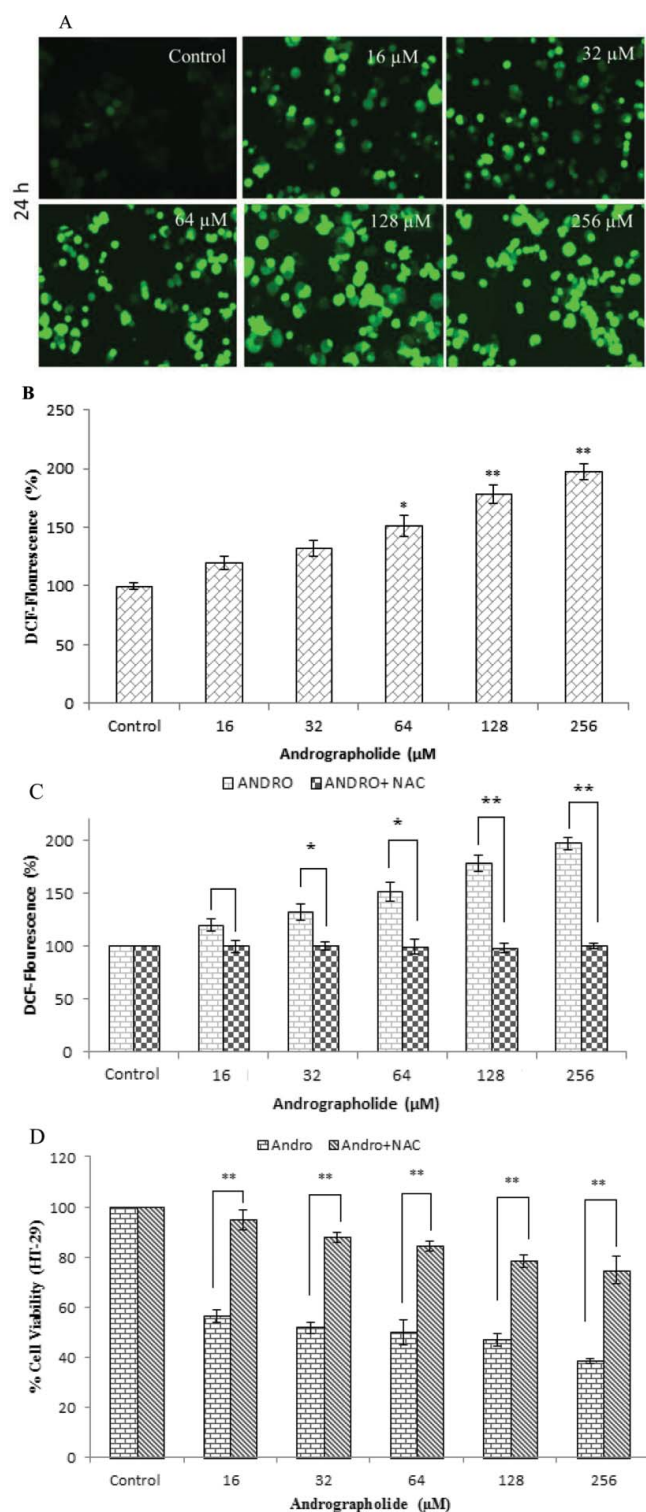 A
Control
16 µM
32 µM
24 h
64 µM
128 µM
256 µM
B
DCF-Flourescence (%)
250
200
150
100
50
0
*
**
**
Control 16 32 64 128 256
Andrographolide (µM
C
ANDRO ANDRO+ NAC
DCF-Flourescence (%)
200
150
100
50
0
*
*
**
**
Control 16 32 64 128 256
Andrographolide (µM)
D
Andro Andro+NAC
% Cell Viability (HT-29)
120
100
80
60
40
20
0
**
**
**
**
**
Control 16 32 64 128 256
Andrographolide (µM)